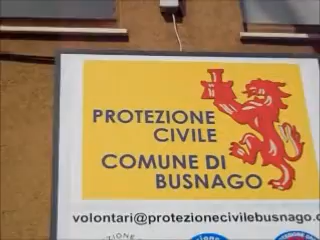 PROTEZIONE
CIVILE
COMUNE DI
BUSNAGO
volontari@protezionecivilebusnago.